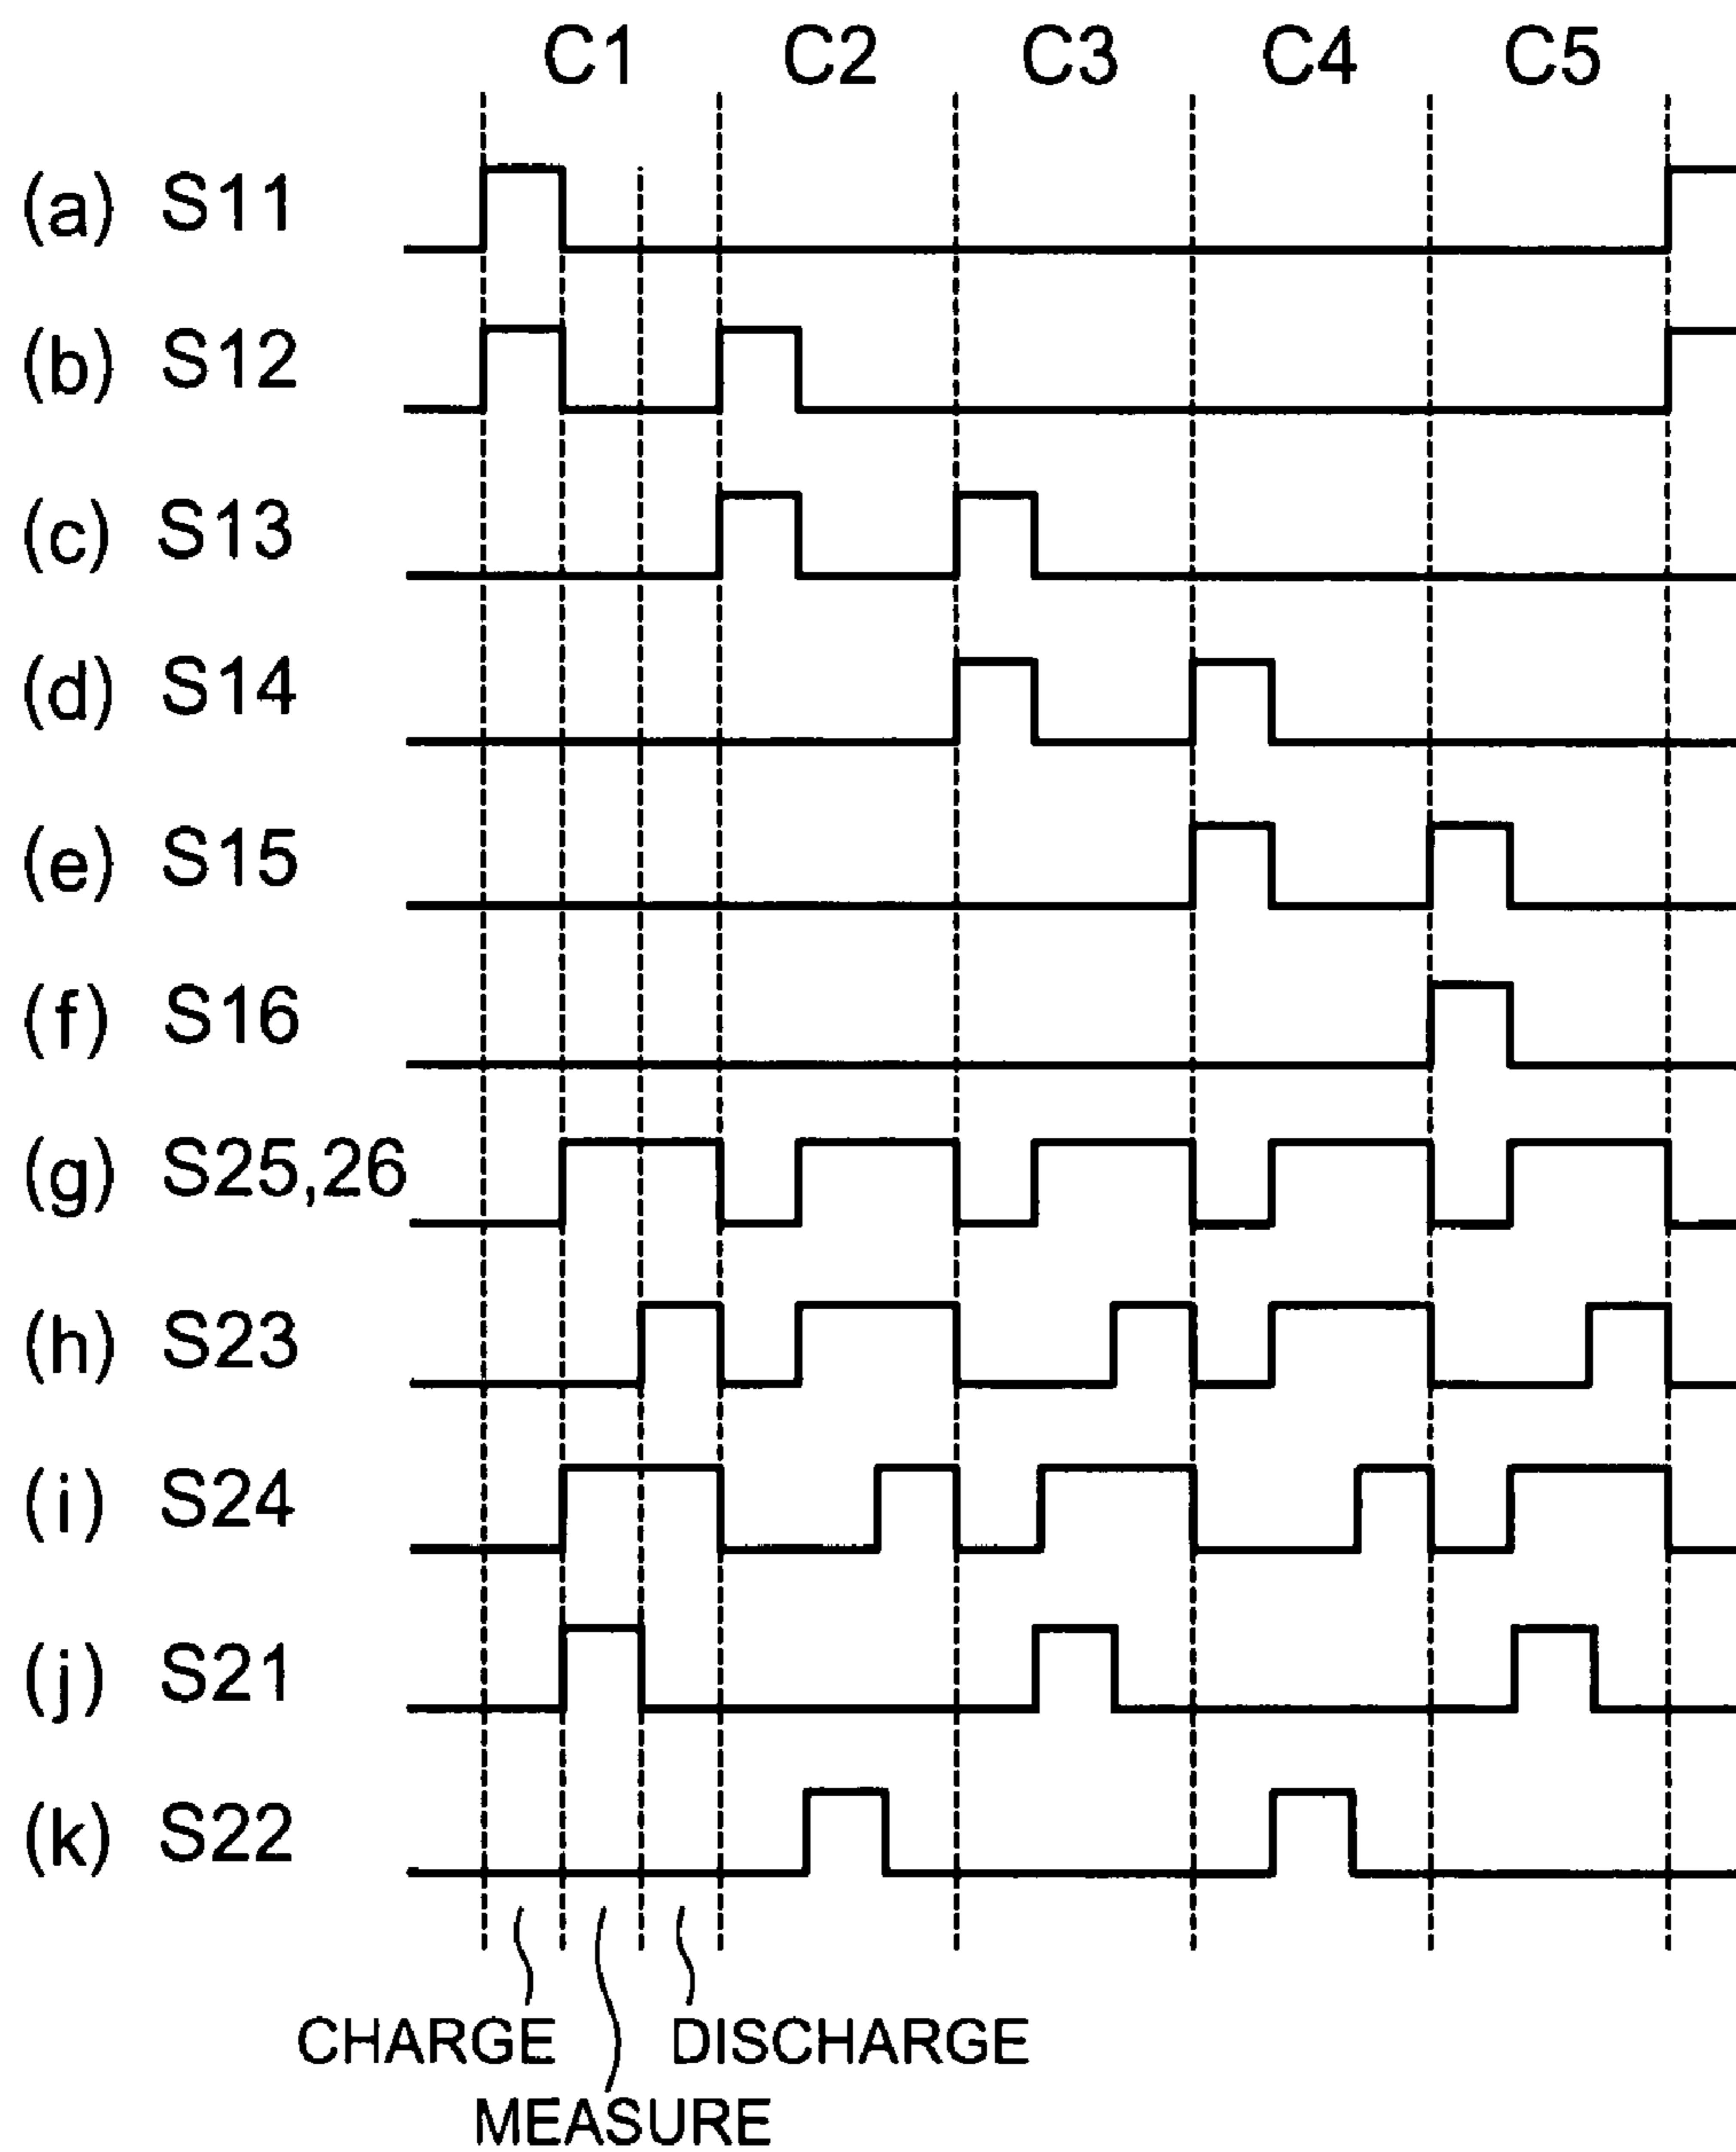 C1 C2 C3 C4 C5
(a) S11
(b) S12
(c) S13
(d) S14
(e) S15
(f) S16
(g) S25,26
(h) S23
(i) S24
(j) S21
(k) S22
CHARGE DISCHARGE
MEASURE